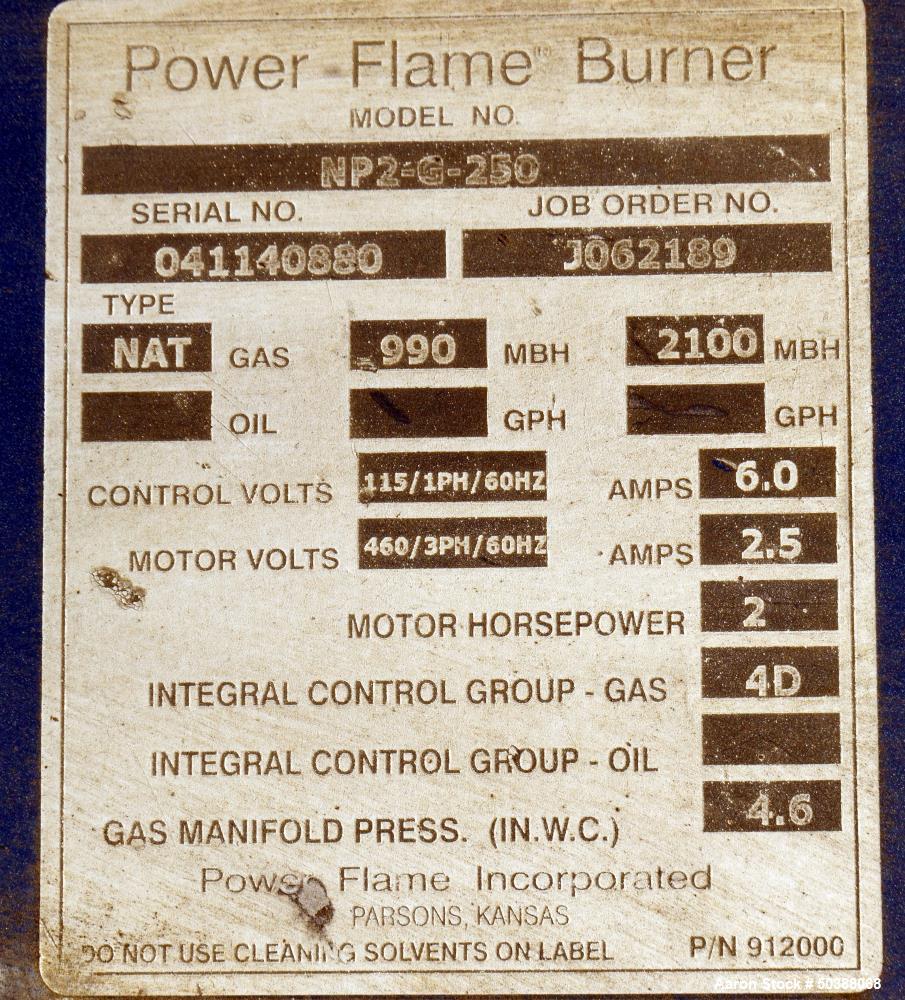 Power Flame Burner
MODEL NO.
NP2-G-250
SERIAL NO. JOB ORDER NO.
041140880 J062189
TYPE
NAT GAS 990 MBH 2100 MBH
OIL GPH GPH
CONTROL VOLTS 115/1PH/60HZ AMPS 6.0
MOTOR VOLTS 460/3PH/60HZ AMPS 2.5
MOTOR HORSEPOWER 2
INTEGRAL CONTROL GROUP - GAS 4D
INTEGRAL CONTROL GROUP - OIL
GAS MANIFOLD PRESS. (IN.W.C.) 4.6
Power Flame Incorporated
PARSONS, KANSAS
DO NOT USE CLEANING SOLVENTS ON LABEL P/N 912000
Aaron Stock #